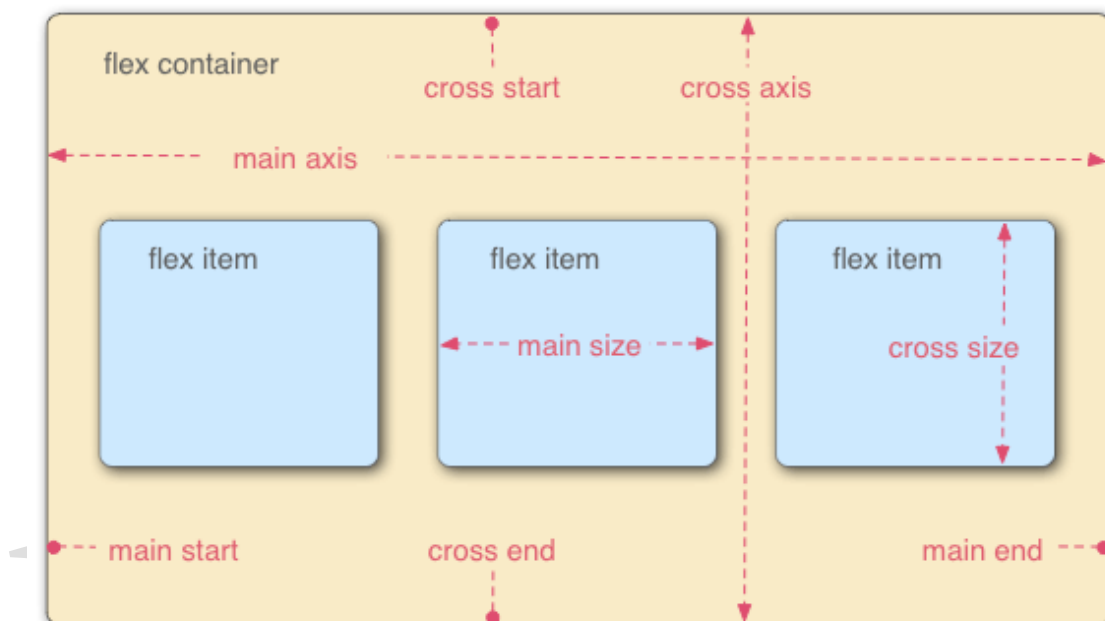 flex container
cross start
cross axis
main axis
flex item
flex item
flex item
main size
cross size
main start
cross end
main end